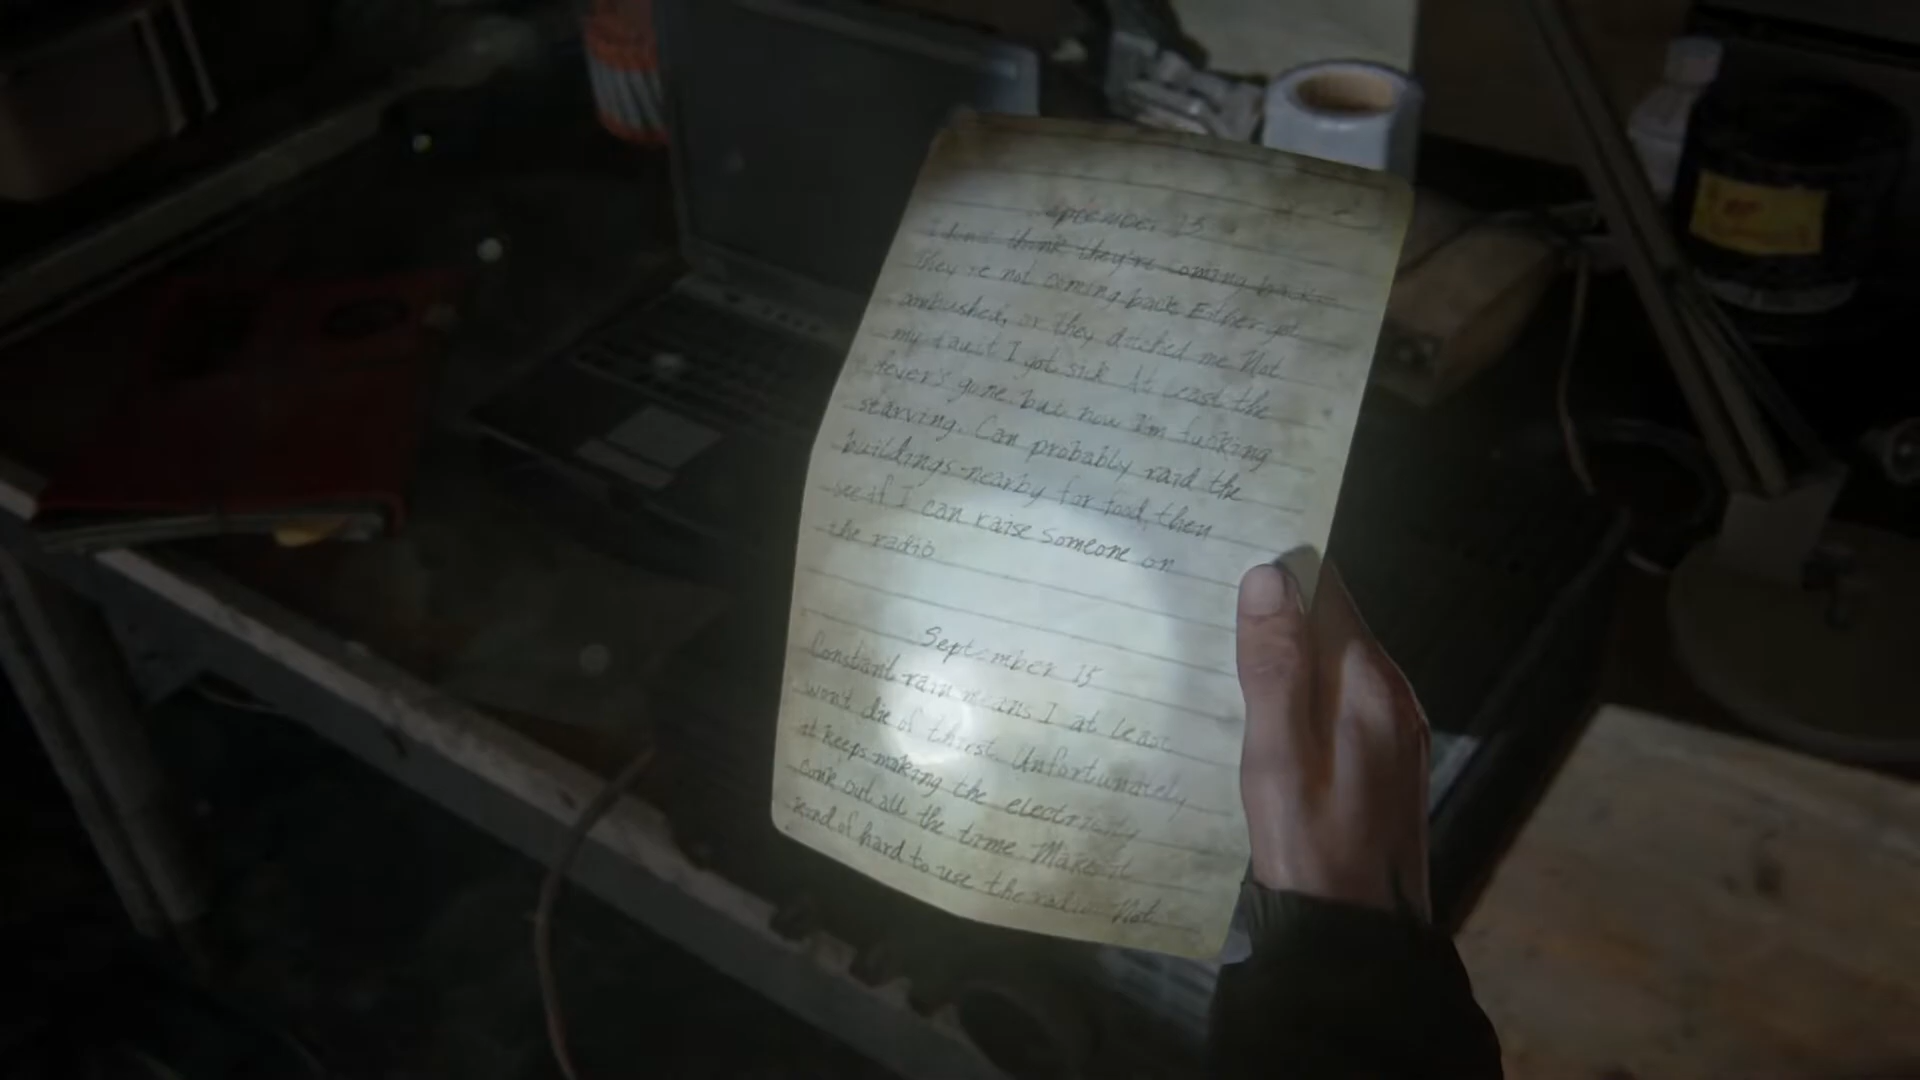 September 13
I don't think they're coming back
They're not coming back. Either got
ambushed, or they ditched me. Not
my fault I got sick. At least the
fever's gone, but now I'm fucking
starving. Can probably raid the
buildings nearby for food, then
see if I can raise someone on
the radio
September 15
Constant rain means I at least
won't die of thirst. Unfortunately
it keeps making the electricity
conk out all the time. Makes it
kind of hard to use the radio. Not